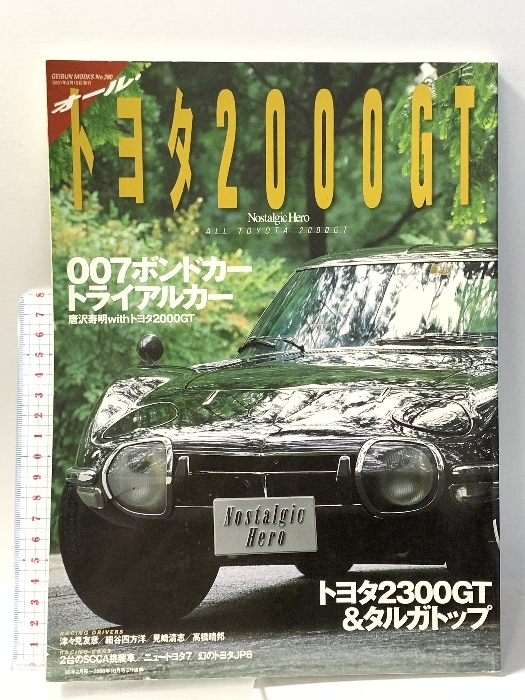 GEIBUN MOOKS No.280
オール・
トヨタ2000GT
Nostalgic Hero
ALL TOYOTA 2000GT
007ボンドカー
トライアルカー
唐沢寿明withトヨタ2000GT
Nostalgic
Hero
トヨタ2300GT
&タルガトップ
RACING DRIVERS
津々見友彦/細谷四方洋/見崎清志/高橋晴邦
RACING CARS
2台のSCCA挑戦車/ニュートヨタ7/幻のトヨタJP6